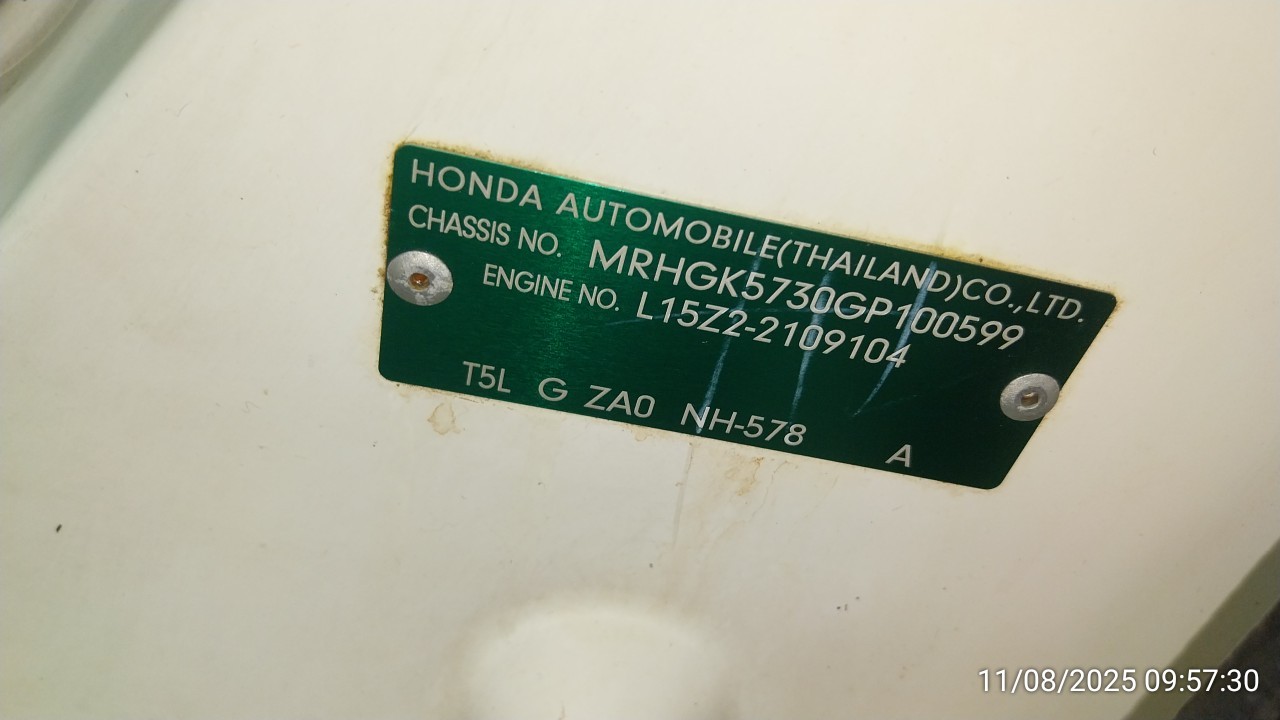 HONDA AUTOMOBILE(THAILAND)CO.,LTD.
CHASSIS NO. MRHGK5730GP100599
ENGINE NO. L15Z2-2109104
T5L G ZA0 NH-578 A
11/08/2025 09:57:30